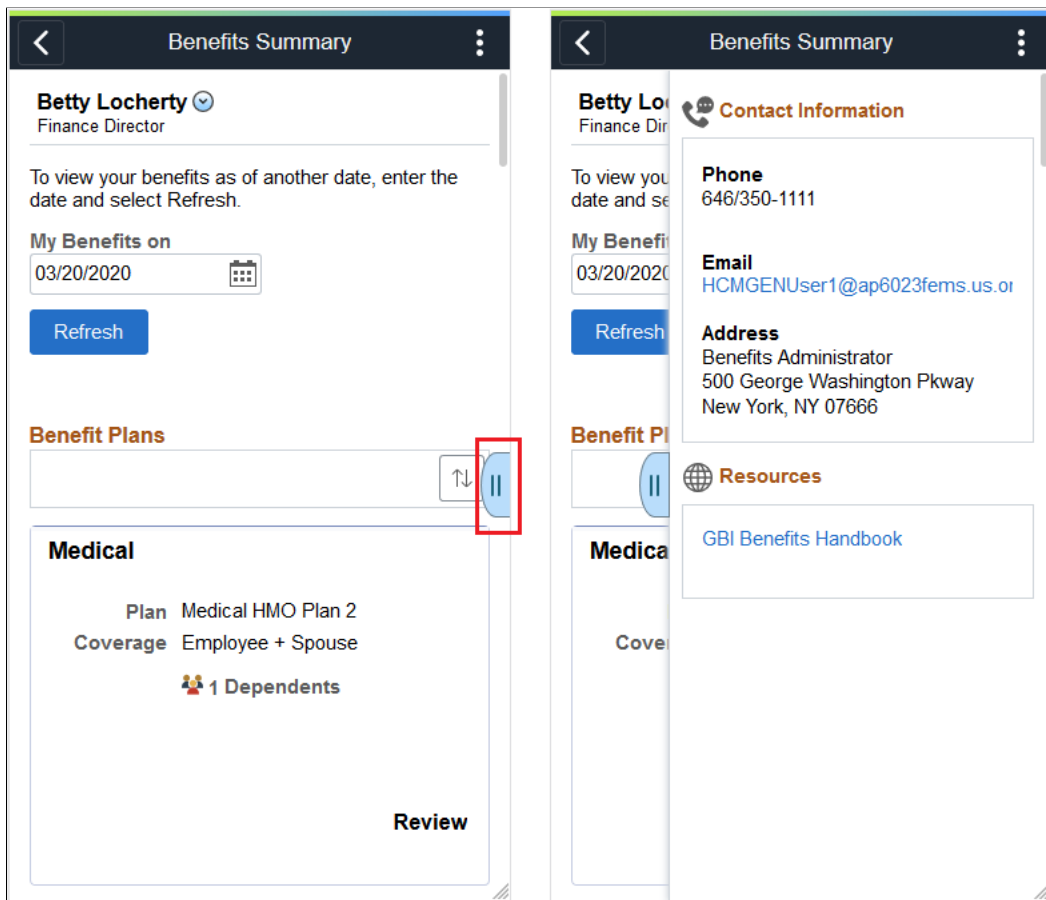 Benefits Summary
Betty Locherty
Finance Director
To view your benefits as of another date, enter the
date and select Refresh.
My Benefits on
03/20/2020
Refresh
Benefit Plans
Medical
Plan Medical HMO Plan 2
Coverage Employee + Spouse
1 Dependents
Review
Benefits Summary
Betty Lo
Finance Dir
To view you
date and se
My Benefi
03/20/2020
Refresh
Benefit Pl
Medica
Cove
Contact Information
Phone
646/350-1111
Email
HCMGENUser1@ap6023fems.us.or
Address
Benefits Administrator
500 George Washington Pkway
New York, NY 07666
Resources
GBI Benefits Handbook